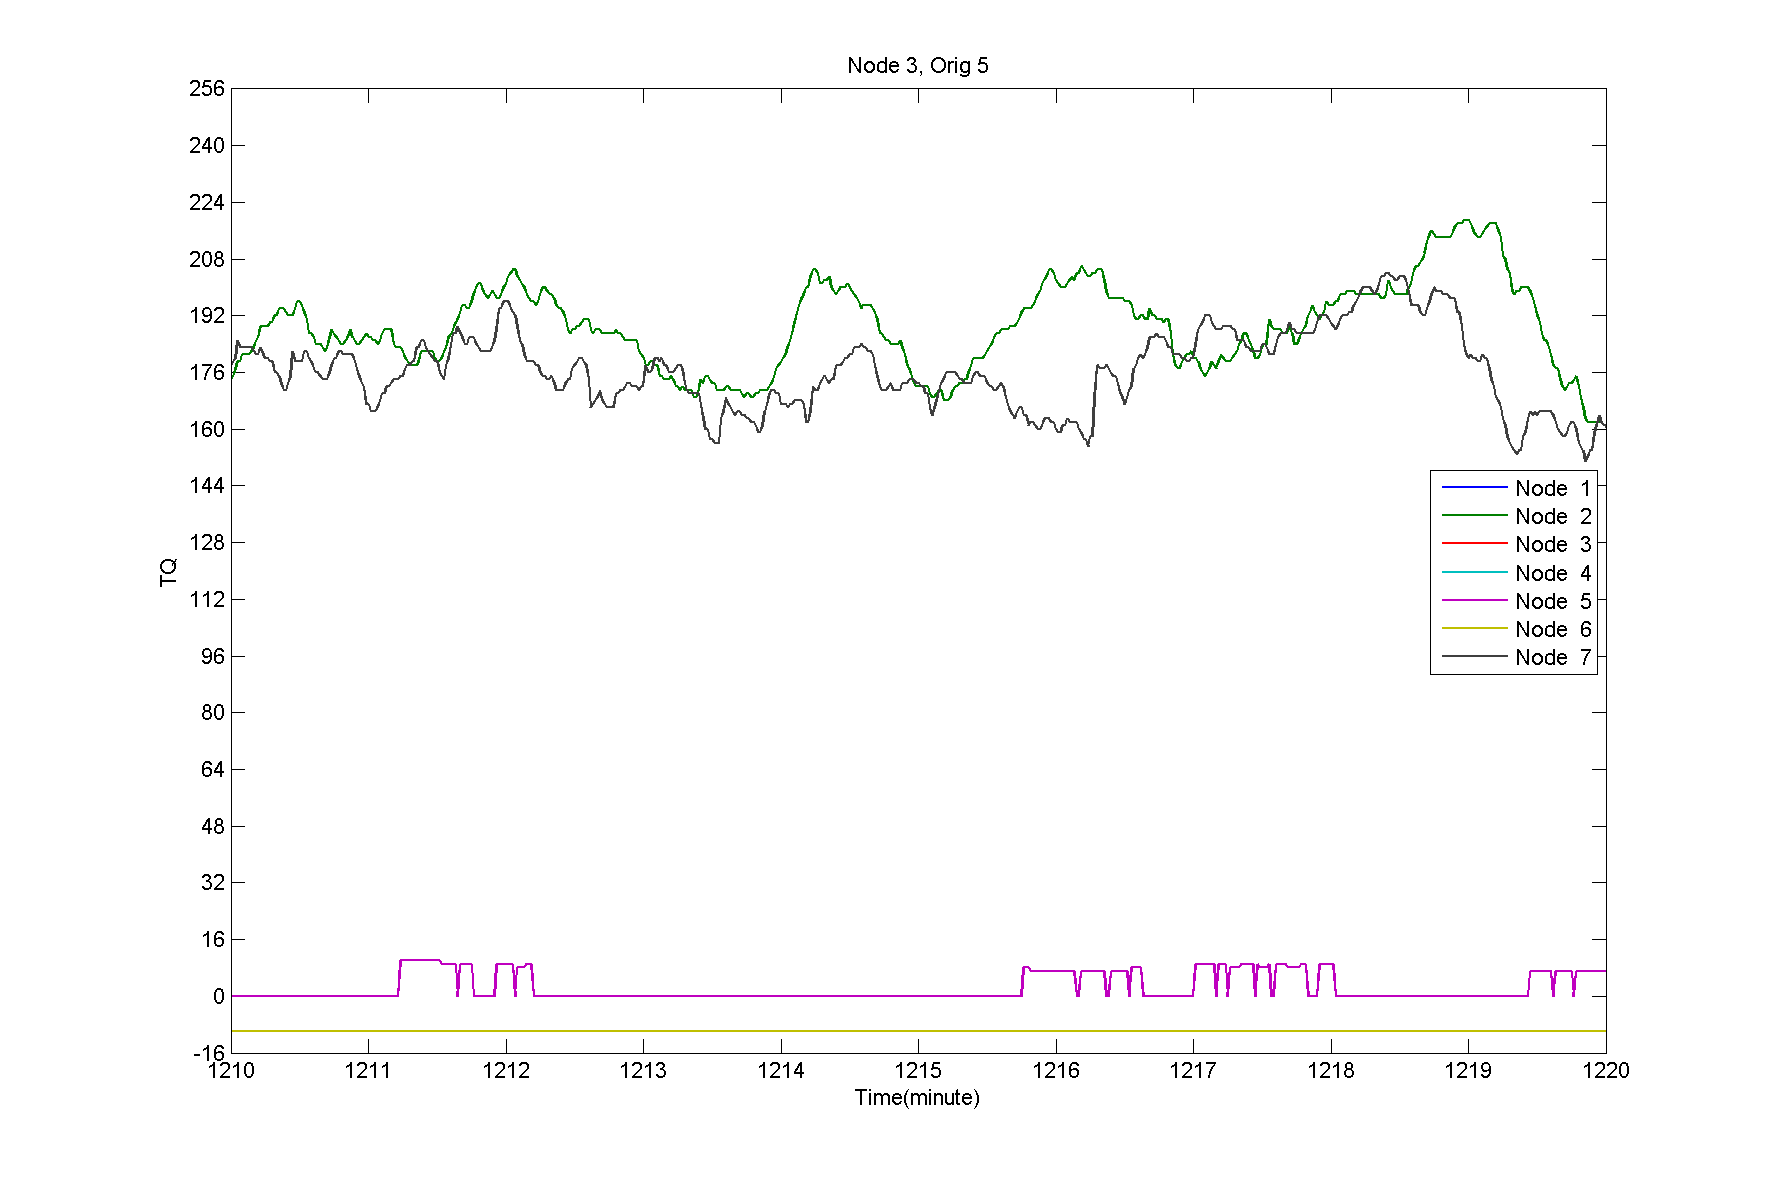 Node 3, Orig 5
256
240
224
208
192
176
160
144
128
112
96
80
64
48
32
16
0
-16
TQ
Node 1
Node 2
Node 3
Node 4
Node 5
Node 6
Node 7
1210 1211 1212 1213 1214 1215 1216 1217 1218 1219 1220
Time(minute)